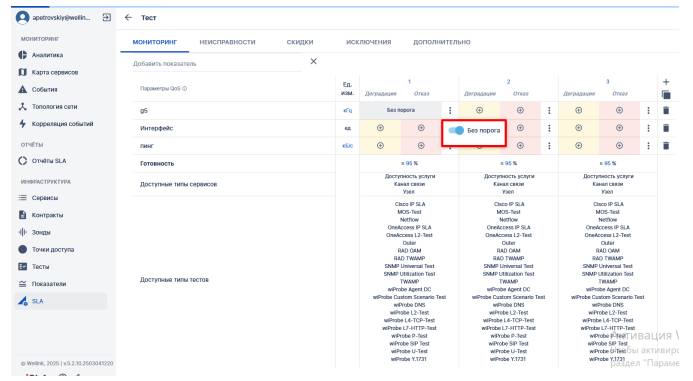 apetrovskiy@wellin...
← Тест
МОНИТОРИНГ
Аналитика
Карта сервисов
События
Топология сети
Корреляция событий
ОТЧЁТЫ
Отчёты SLA
ИНФРАСТРУКТУРА
Сервисы
Контракты
Зонды
Точки доступа
Тесты
Показатели
SLA
© Wellink, 2025 | v.5.2.10.2503041220
МОНИТОРИНГ НЕИСПРАВНОСТИ СКИДКИ ИСКЛЮЧЕНИЯ ДОПОЛНИТЕЛЬНО
Добавить показатель
Параметры QoS Ед. изм. 1 2 3
Деградация Отказ Деградация Отказ Деградация Отказ
g5 кГц Без порога
Интерфейс ед Без порога
пинг кБ/с
Готовность ≥ 95 % ≥ 95 % ≥ 95 %
Доступные типы сервисов
Доступность услуги Доступность услуги Доступность услуги
Канал связи Канал связи Канал связи
Узел Узел Узел
Доступные типы тестов
Cisco IP SLA Cisco IP SLA Cisco IP SLA
MOS-Test MOS-Test MOS-Test
Netflow Netflow Netflow
OneAccess IP SLA OneAccess IP SLA OneAccess IP SLA
OneAccess L2-Test OneAccess L2-Test OneAccess L2-Test
Outer Outer Outer
RAD OAM RAD OAM RAD OAM
RAD TWAMP RAD TWAMP RAD TWAMP
SNMP Universal Test SNMP Universal Test SNMP Universal Test
SNMP Utilization Test SNMP Utilization Test SNMP Utilization Test
TWAMP TWAMP TWAMP
wiProbe Agent DC wiProbe Agent DC wiProbe Agent DC
wiProbe Custom Scenario Test wiProbe Custom Scenario Test wiProbe Custom Scenario Test
wiProbe DNS wiProbe DNS wiProbe DNS
wiProbe L2-Test wiProbe L2-Test wiProbe L2-Test
wiProbe L4-TCP-Test wiProbe L4-TCP-Test wiProbe L4-TCP-Test
wiProbe L7-HTTP-Test wiProbe L7-HTTP-Test wiProbe L7-HTTP-Test
wiProbe P-Test wiProbe P-Test wiProbe P-Test
wiProbe SIP Test wiProbe SIP Test wiProbe SIP Test
wiProbe U-Test wiProbe U-Test wiProbe U-Test
wiProbe Y.1731 wiProbe Y.1731 wiProbe Y.1731
Активация
раздел "Параме